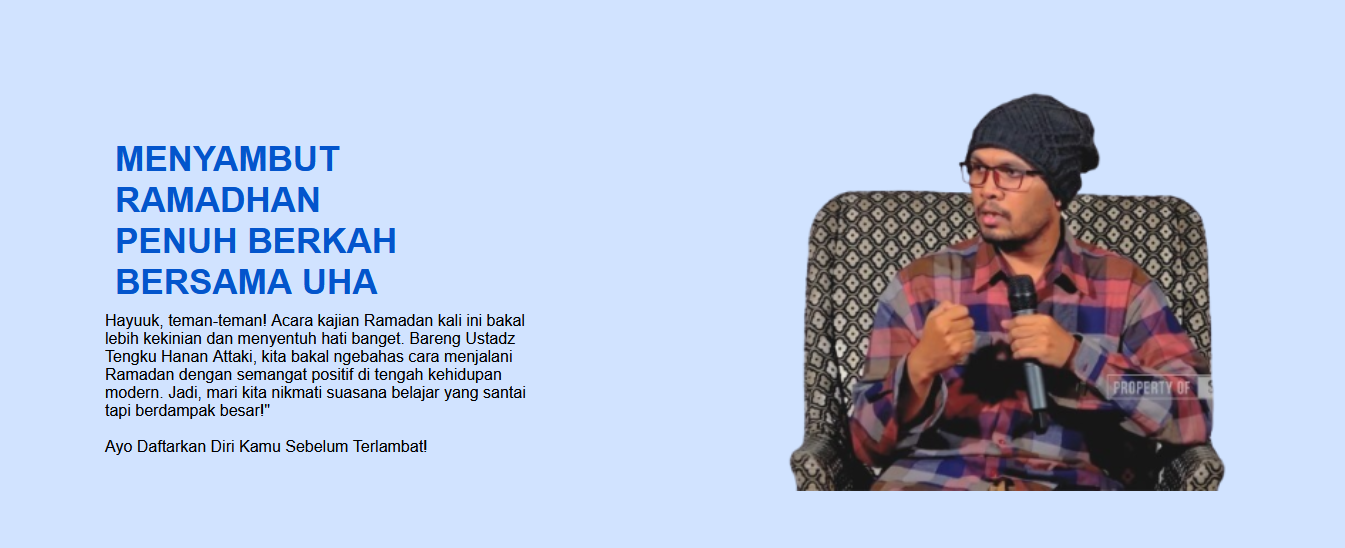 MENYAMBUT
RAMADHAN
PENUH BERKAH
BERSAMA UHA
Hayuuk, teman-teman! Acara kajian Ramadan kali ini bakal
lebih kekinian dan menyentuh hati banget. Bareng Ustadz
Tengku Hanan Attaki, kita bakal ngebahas cara menjalani
Ramadan dengan semangat positif di tengah kehidupan
modern. Jadi, mari kita nikmati suasana belajar yang santai
tapi berdampak besar!"
Ayo Daftarkan Diri Kamu Sebelum Terlambat!
PROPERTY OF